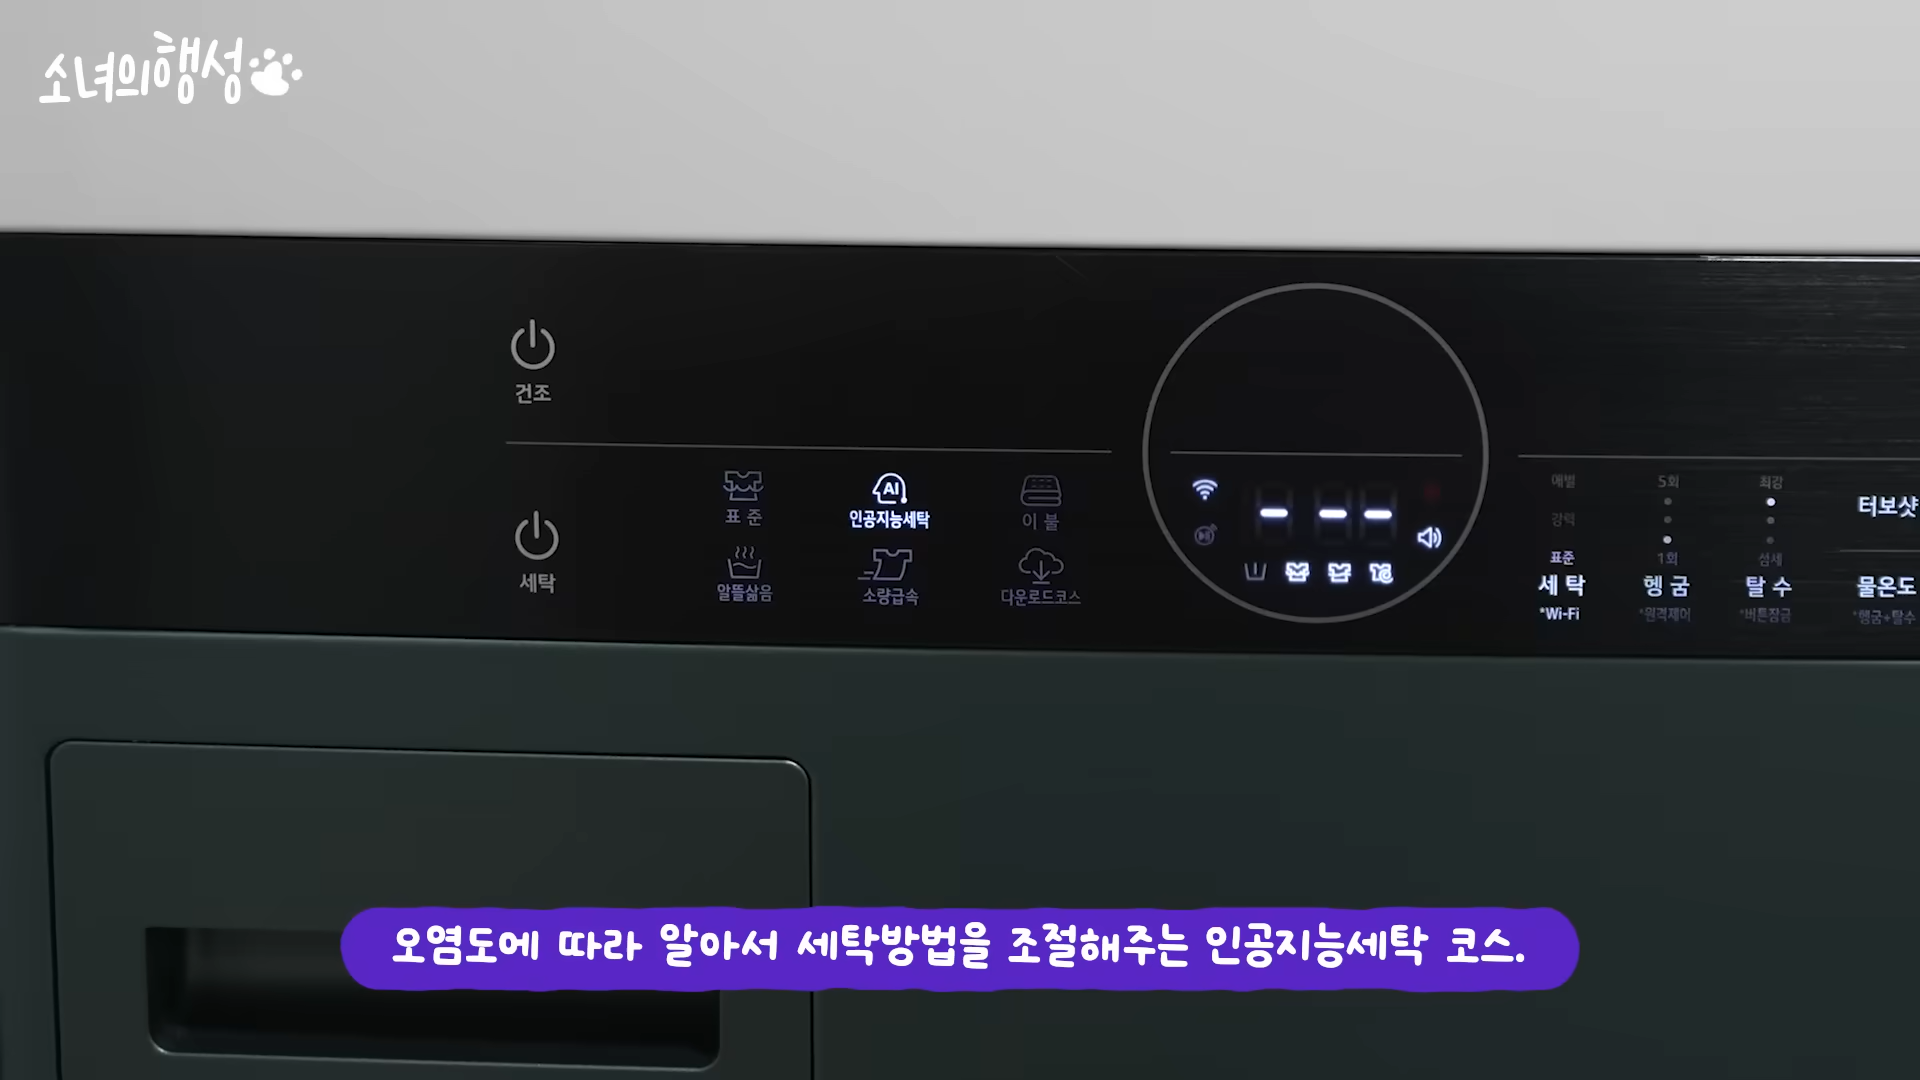 소녀의행성
건조
세탁
표 준
AI
인공지능세탁
이 불
알뜰삶음
소량급속
다운로드코스
예벌
강력
표준
세 탁
*Wi-Fi
5회
1회
헹 굼
*원격제어
최강
섬세
탈 수
*버튼잠금
터보샷
물온도
*헹굼+탈수
오염도에 따라 알아서 세탁방법을 조절해주는 인공지능세탁 코스.